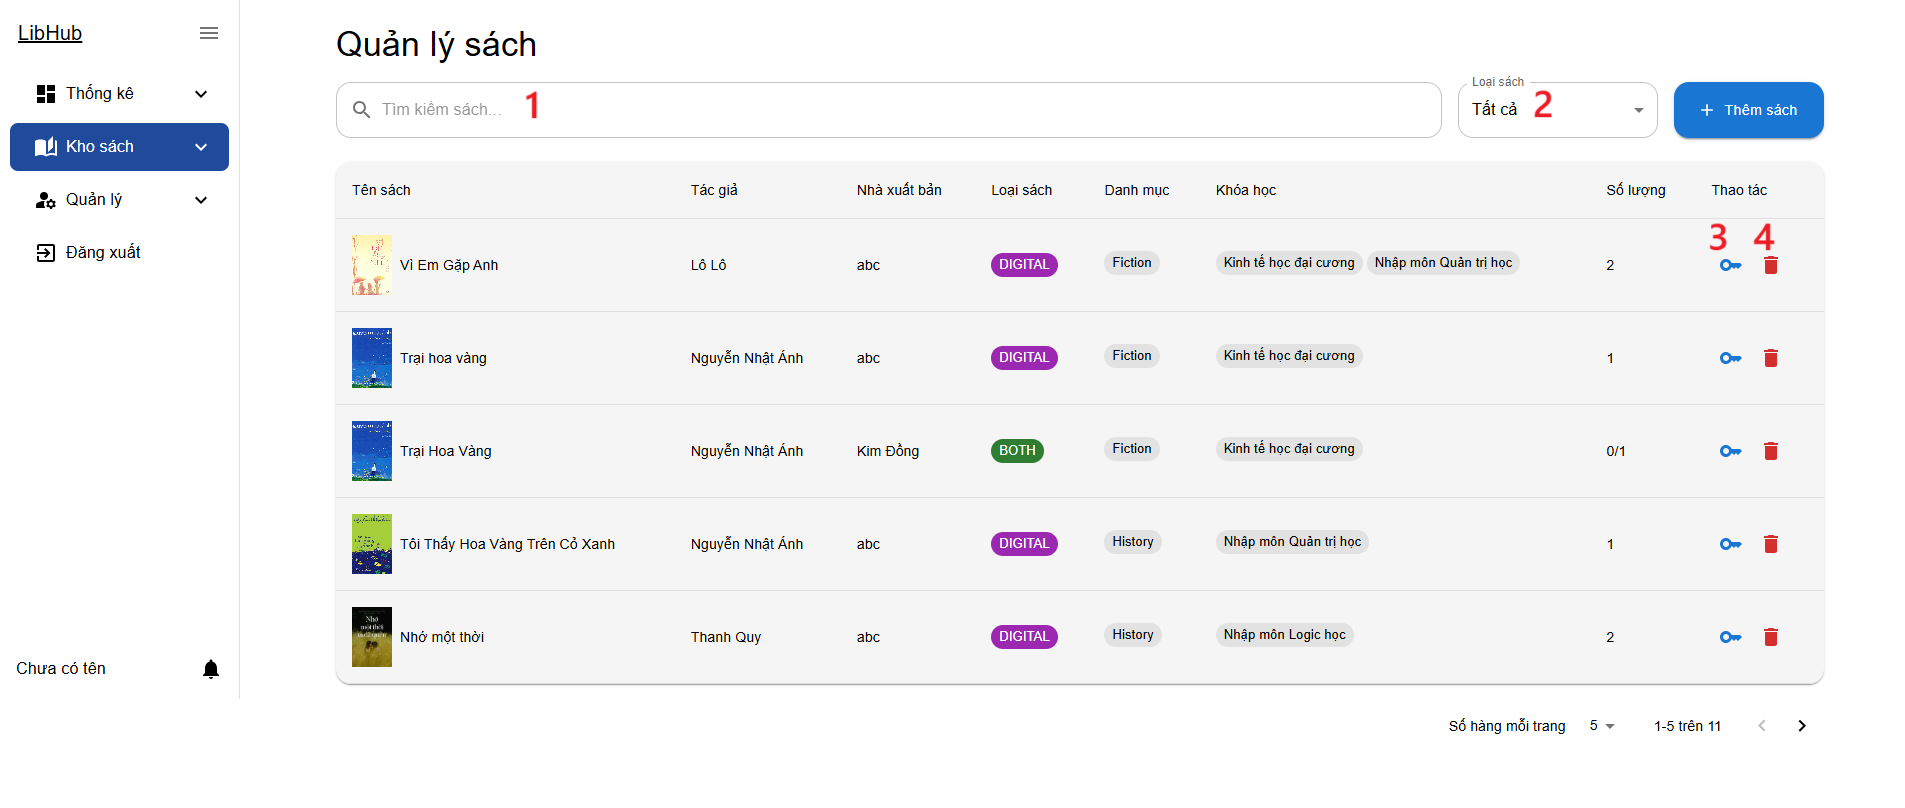 LibHub
Thống kê
Kho sách
Quản lý
Đăng xuất
Chưa có tên
Quản lý sách
Tìm kiếm sách... 1
Loại sách
Tất cả 2
+ Thêm sách
Tên sách Tác giả Nhà xuất bản Loại sách Danh mục Khóa học Số lượng Thao tác
3 4
Vì Em Gặp Anh Lô Lô abc DIGITAL Fiction Kinh tế học đại cương Nhập môn Quản trị học 2
Trại hoa vàng Nguyễn Nhật Ánh abc DIGITAL Fiction Kinh tế học đại cương 1
Trại Hoa Vàng Nguyễn Nhật Ánh Kim Đồng BOTH Fiction Kinh tế học đại cương 0/1
Tôi Thấy Hoa Vàng Trên Cỏ Xanh Nguyễn Nhật Ánh abc DIGITAL History Nhập môn Quản trị học 1
Nhớ
một thời
Nhớ một thời Thanh Quy abc DIGITAL History Nhập môn Logic học 2
Số hàng mỗi trang 5 1-5 trên 11